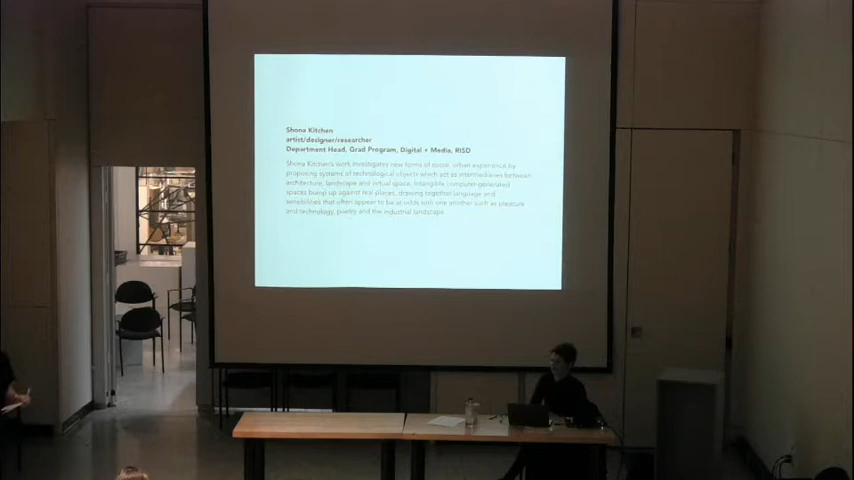 Shona Kitchen
artist/designer/researcher
Department Head, Grad Program, Digital + Media, RISD
Shona Kitchen's work investigates new forms of social urban experience by
proposing systems of technological objects which act as intermediaries between
architecture, landscape and virtual space. Intangible computer-generated
spaces bump up against real places, drawing together language and
sensibilities that often appear to be at odds with one another such as pleasure
and technology, poetry and the industrial landscape.